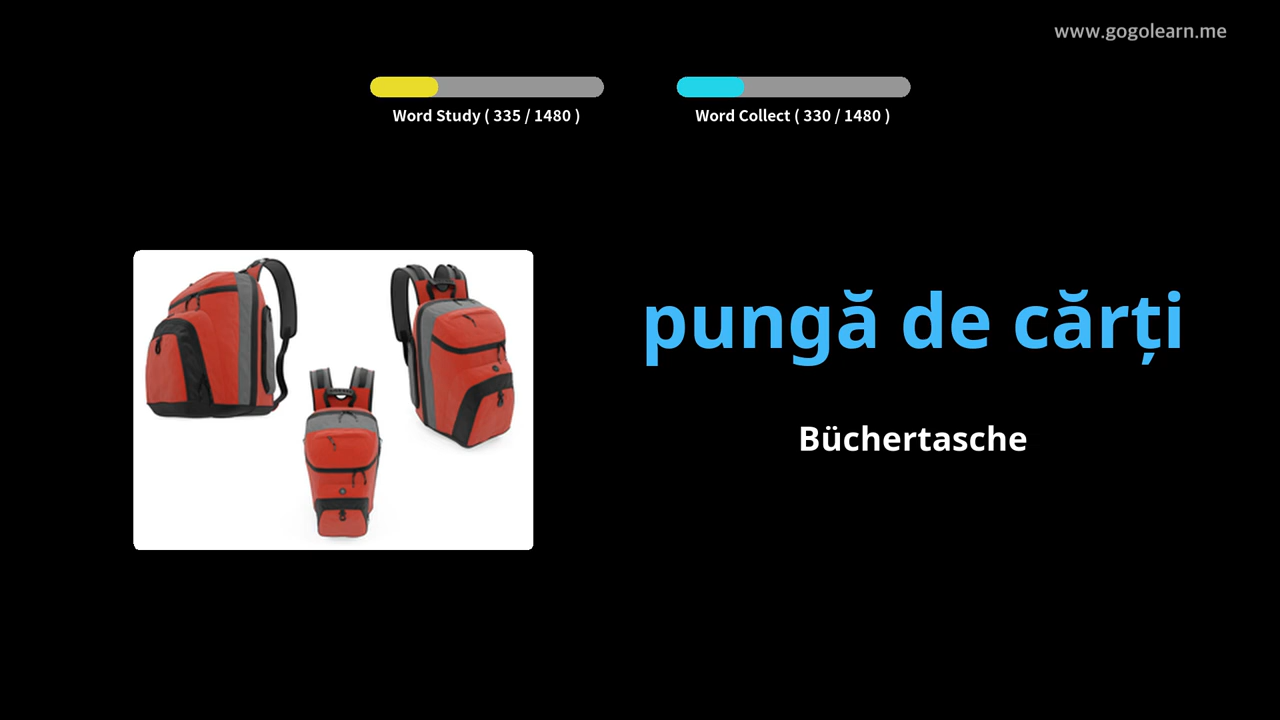 www.gogolearn.me
Word Study ( 335 / 1480 )
Word Collect ( 330 / 1480 )
pungă de cărți
Büchertasche